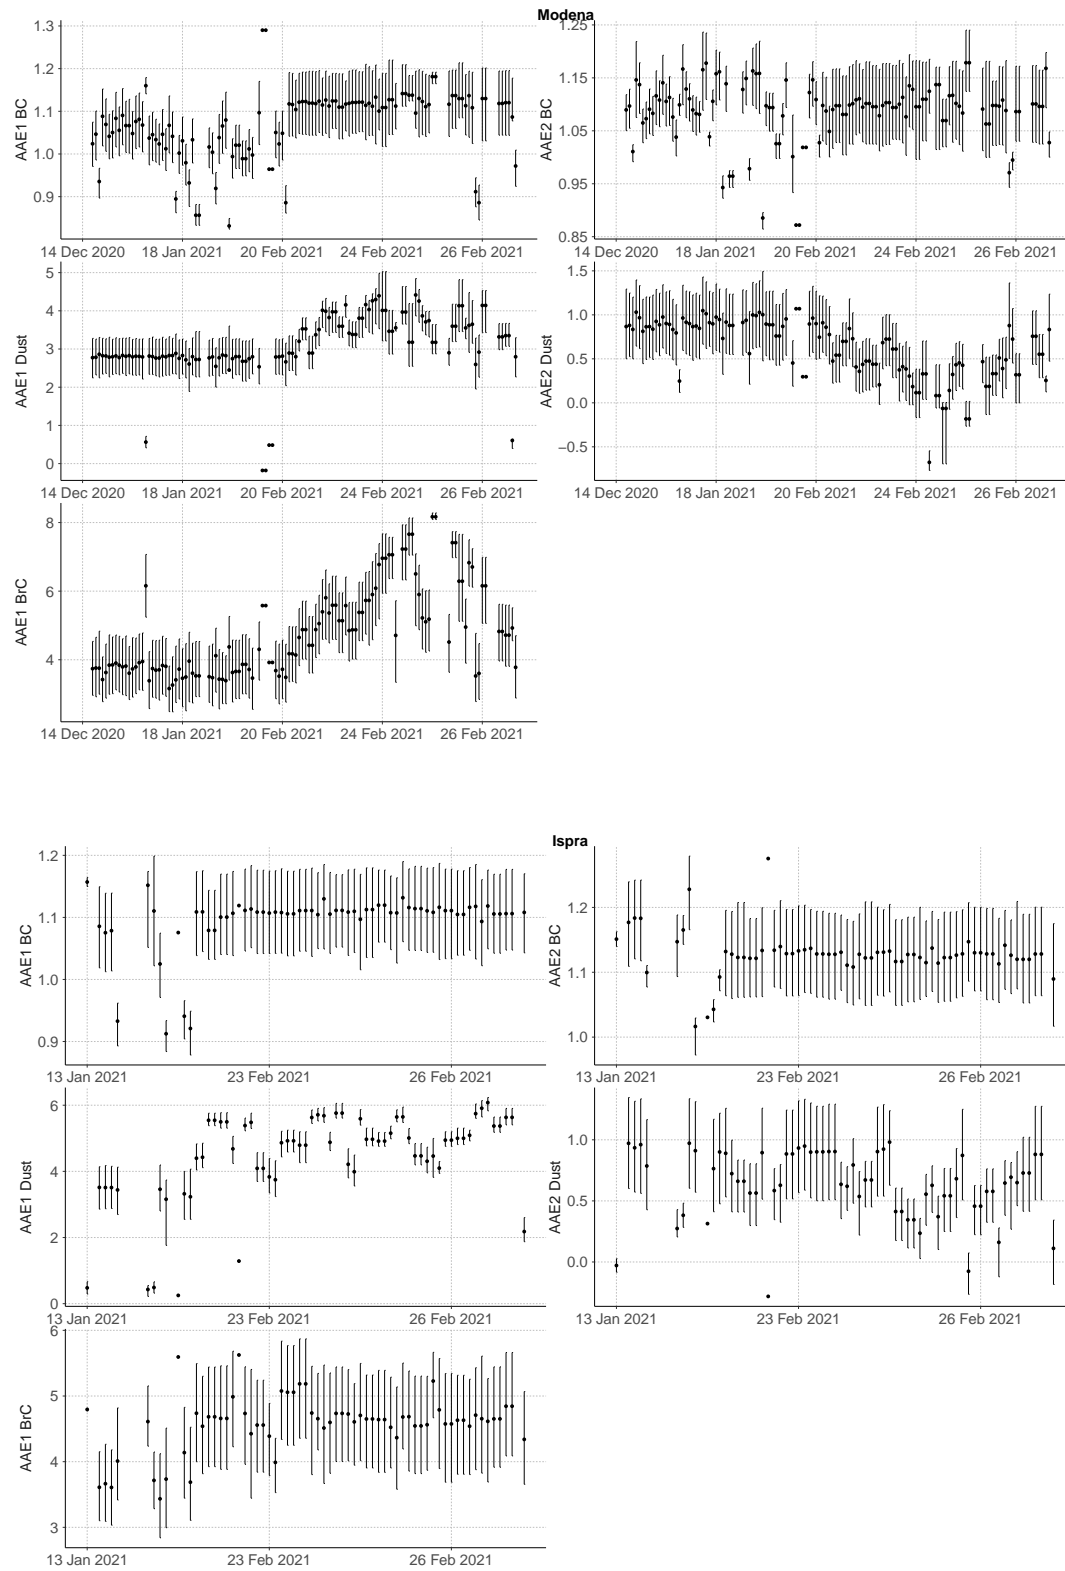 Modena
AAE1 BC
1.3
1.2
1.1
1.0
0.9
14 Dec 2020 18 Jan 2021 20 Feb 2021 24 Feb 2021 26 Feb 2021
AAE2 BC
1.25
1.15
1.05
0.95
0.85
14 Dec 2020 18 Jan 2021 20 Feb 2021 24 Feb 2021 26 Feb 2021
AAE1 Dust
5
4
3
2
1
0
14 Dec 2020 18 Jan 2021 20 Feb 2021 24 Feb 2021 26 Feb 2021
AAE2 Dust
1.5
1.0
0.5
0.0
−0.5
14 Dec 2020 18 Jan 2021 20 Feb 2021 24 Feb 2021 26 Feb 2021
AAE1 BrC
8
6
4
14 Dec 2020 18 Jan 2021 20 Feb 2021 24 Feb 2021 26 Feb 2021
Ispra
AAE1 BC
1.2
1.1
1.0
0.9
13 Jan 2021 23 Feb 2021 26 Feb 2021
AAE2 BC
1.2
1.1
1.0
13 Jan 2021 23 Feb 2021 26 Feb 2021
AAE1 Dust
6
4
2
0
13 Jan 2021 23 Feb 2021 26 Feb 2021
AAE2 Dust
1.0
0.5
0.0
13 Jan 2021 23 Feb 2021 26 Feb 2021
AAE1 BrC
6
5
4
3
13 Jan 2021 23 Feb 2021 26 Feb 2021